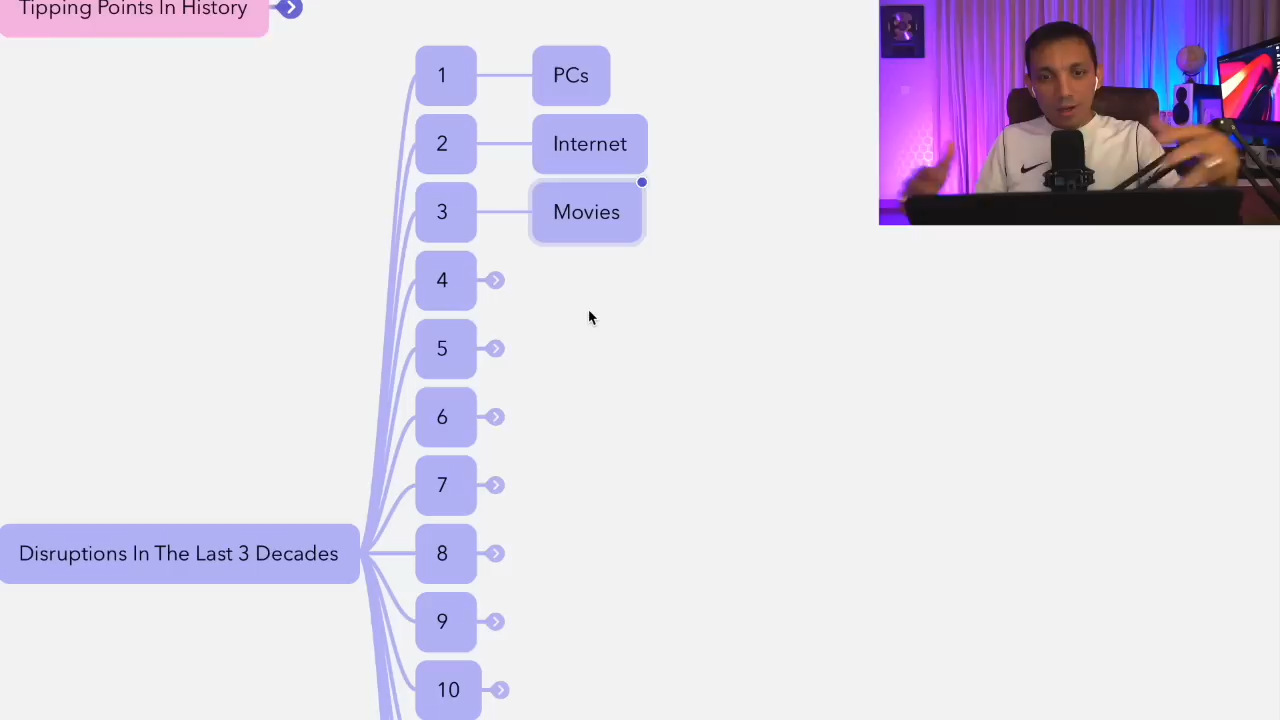 Tipping Points In History
1
PCs
2
Internet
3
Movies
4
5
6
7
Disruptions In The Last 3 Decades
8
9
10